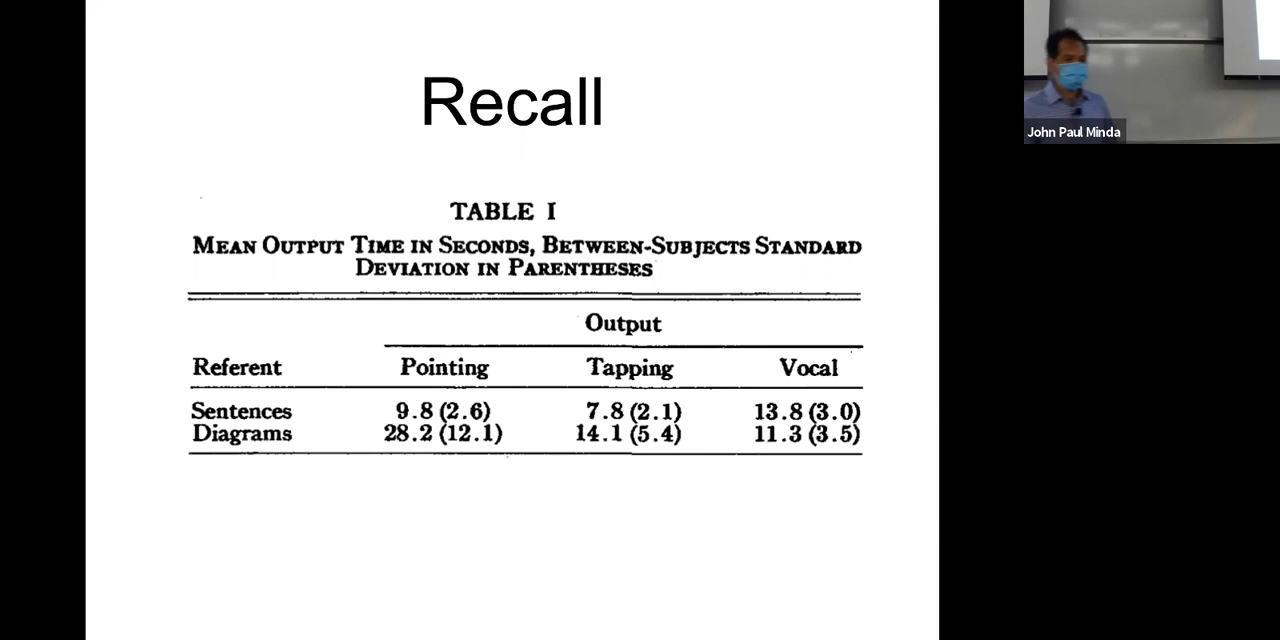 Recall
TABLE I
MEAN OUTPUT TIME IN SECONDS, BETWEEN-SUBJECTS STANDARD
DEVIATION IN PARENTHESES
Output
Referent Pointing Tapping Vocal
Sentences 9.8 (2.6) 7.8 (2.1) 13.8 (3.0)
Diagrams 28.2 (12.1) 14.1 (5.4) 11.3 (3.5)
John Paul Minda